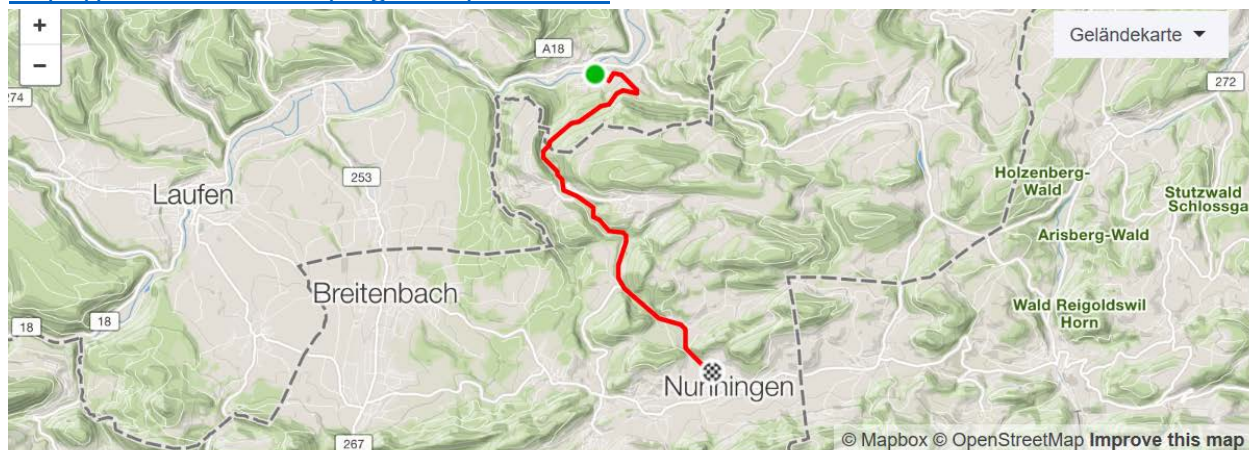 +
−
A18
Geländekarte
272
274
253
Laufen
Holzenberg-
Wald
Stutzwald
Schlossga
Arisberg-Wald
Breitenbach
Wald Reigoldswil
Horn
18
18
Nunningen
267
© Mapbox © OpenStreetMap Improve this map